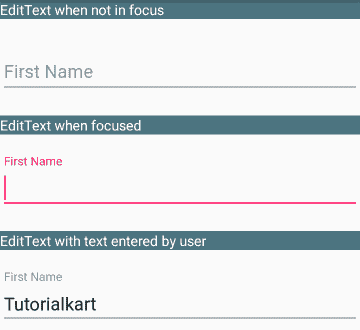 EditText when not in focus
First Name
EditText when focused
First Name
EditText with text entered by user
First Name
Tutorialkart